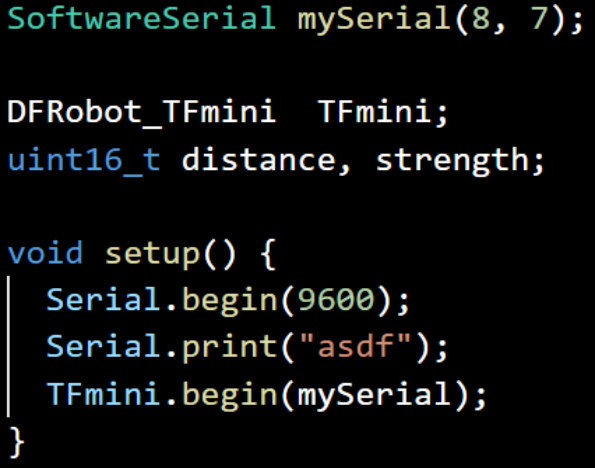 SoftwareSerial mySerial(8, 7);
DFRobot_TFmini  TFmini;
uint16_t distance, strength;
void setup() {
  Serial.begin(9600);
  Serial.print("asdf");
  TFmini.begin(mySerial);
}